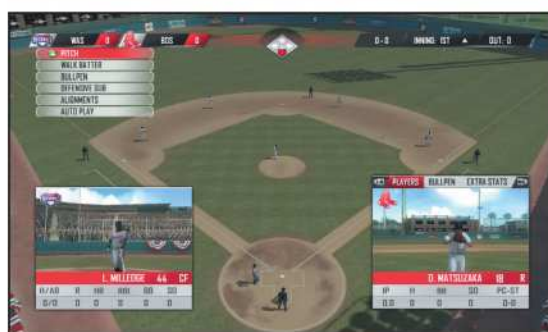 WAS 0 BOS 0 0-0 INNING: 1ST ▲ OUT: 0
PITCH
WALK BATTER
BULLPEN
DEFENSIVE SUB
ALIGNMENTS
AUTO PLAY
L. MILLEDGE 44 CF
H/AB R HR RBI BB SO
0/0 0 0 0 0 0
PLAYERS BULLPEN EXTRA STATS
D. MATSUZAKA 18 R
IP H HR SO PC-ST
0.0 0 0 0 0-0